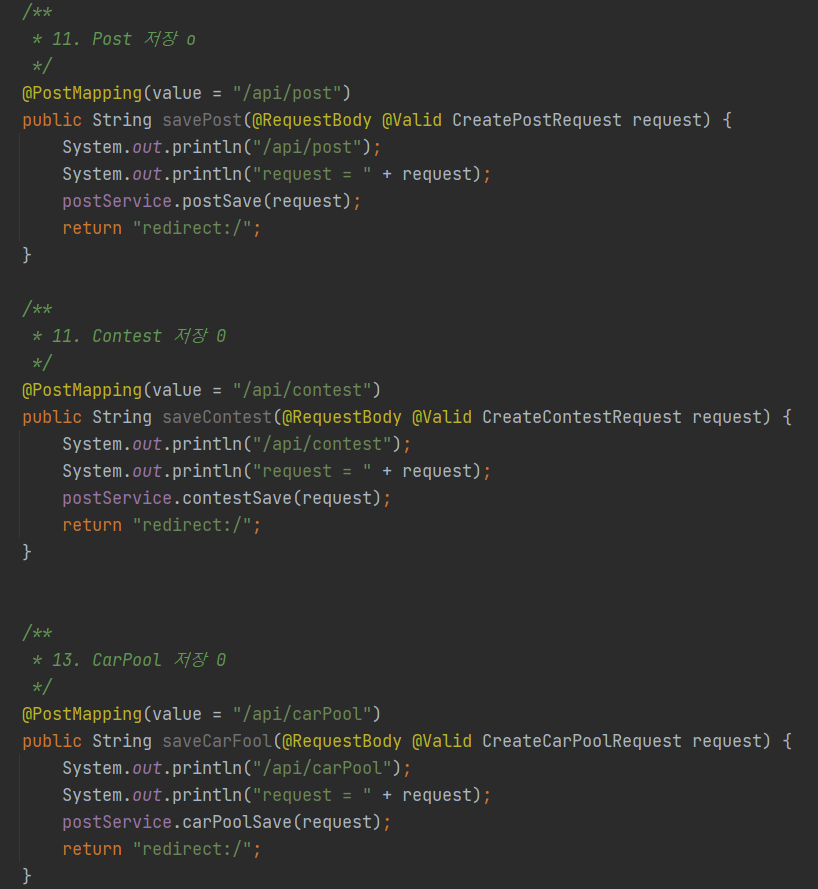 /**
 * 11. Post 저장 o
 */
@PostMapping(value = "/api/post")
public String savePost(@RequestBody @Valid CreatePostRequest request) {
    System.out.println("/api/post");
    System.out.println("request = " + request);
    postService.postSave(request);
    return "redirect:/";
}
/**
 * 11. Contest 저장 0
 */
@PostMapping(value = "/api/contest")
public String saveContest(@RequestBody @Valid CreateContestRequest request) {
    System.out.println("/api/contest");
    System.out.println("request = " + request);
    postService.contestSave(request);
    return "redirect:/";
}
/**
 * 13. CarPool 저장 0
 */
@PostMapping(value = "/api/carPool")
public String saveCarFool(@RequestBody @Valid CreateCarPoolRequest request) {
    System.out.println("/api/carPool");
    System.out.println("request = " + request);
    postService.carPoolSave(request);
    return "redirect:/";
}